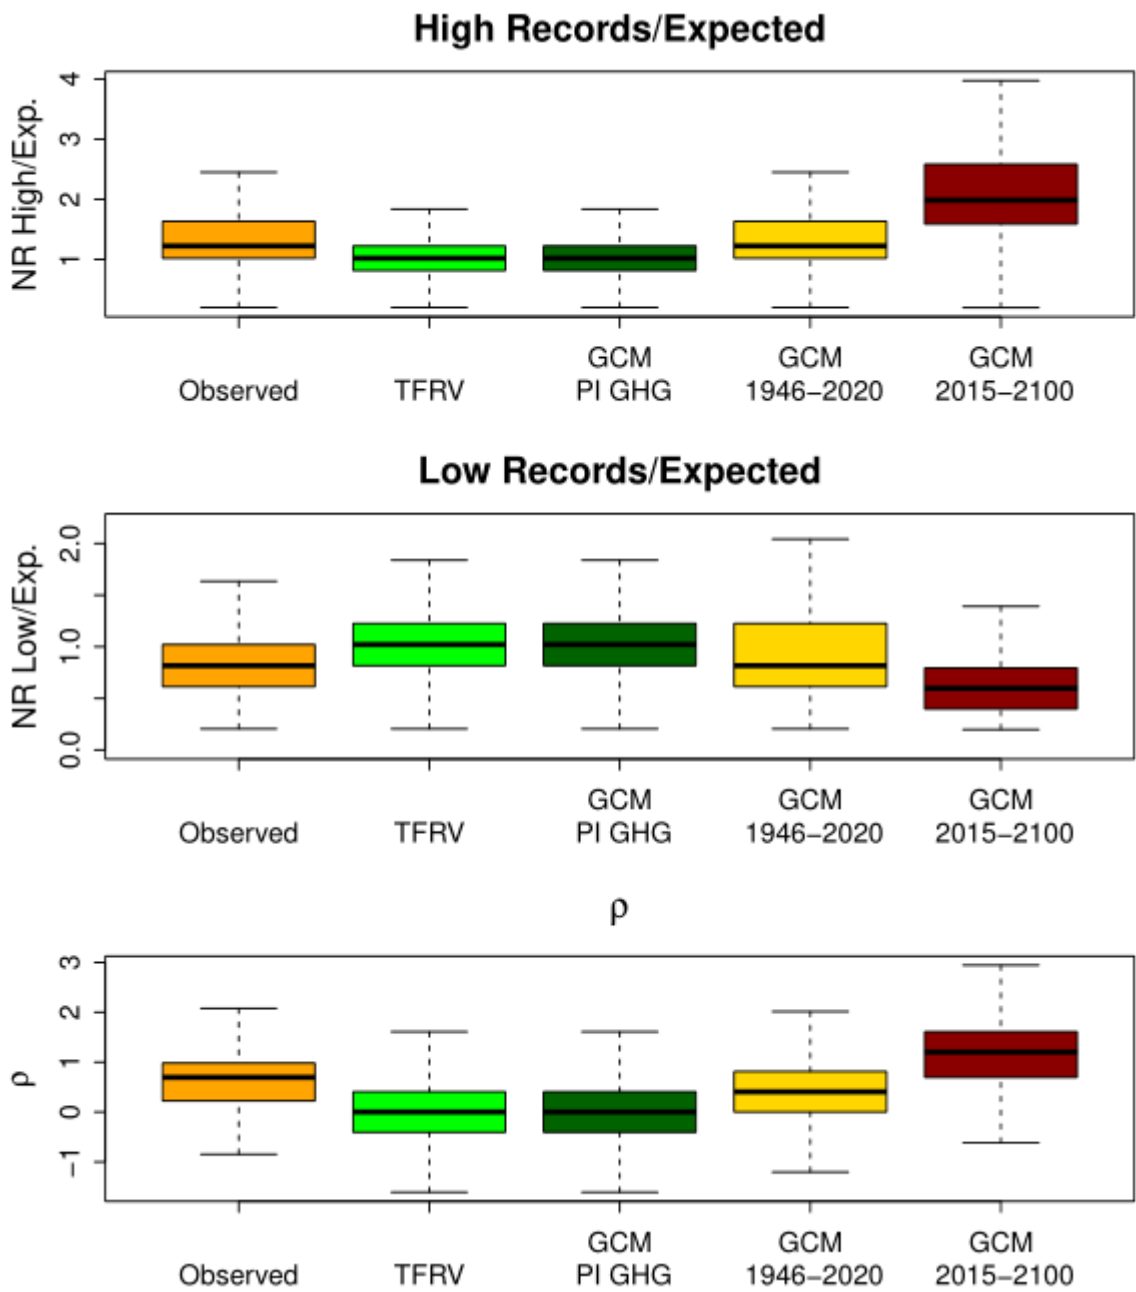 High Records/Expected
NR High/Exp.
4
3
2
1
GCM GCM GCM
Observed TFRV PI GHG 1946–2020 2015–2100
Low Records/Expected
NR Low/Exp.
2.0
1.0
0.0
GCM GCM GCM
Observed TFRV PI GHG 1946–2020 2015–2100
ρ
ρ
3
2
1
0
−1
GCM GCM GCM
Observed TFRV PI GHG 1946–2020 2015–2100